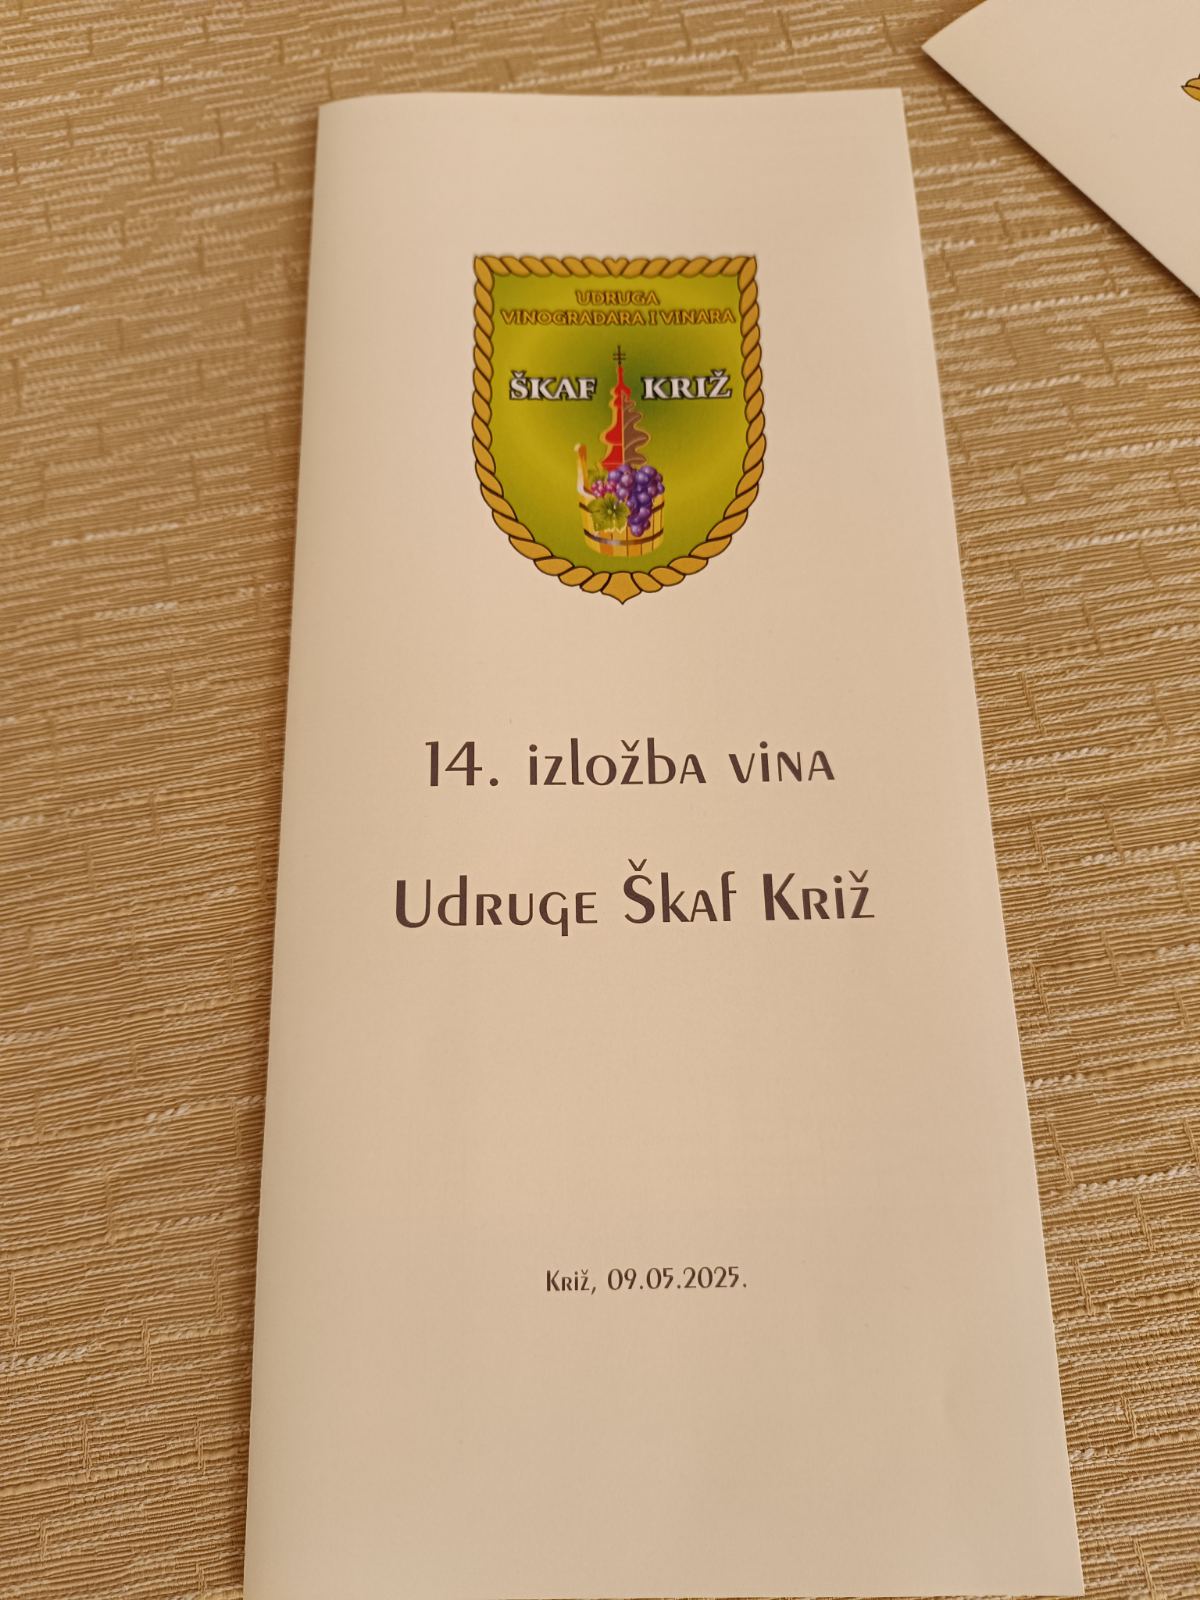 UDRUGA
VINOGRADARA I VINARA
ŠKAF KRIŽ
14. izložba vina
Udruge Škaf Križ
Križ, 09.05.2025.